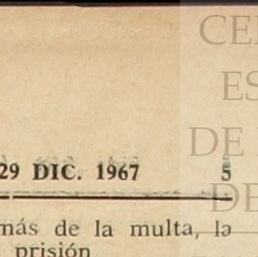 CE
ES
DE
29 DIC. 1967 5
DE
más de la multa, la
prisión